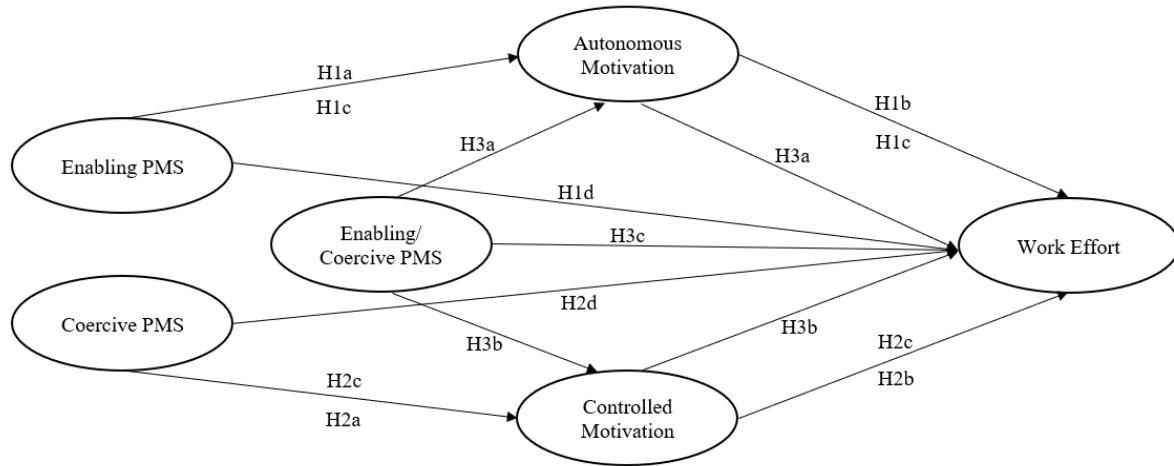 Autonomous
Motivation
H1a
H1c
H1b
H1c
H3a
H3a
Enabling PMS
H1d
Enabling/
Coercive PMS
H3c
Work Effort
Coercive PMS
H2d
H3b
H3b
H2c
H2a
H2c
H2b
Controlled
Motivation